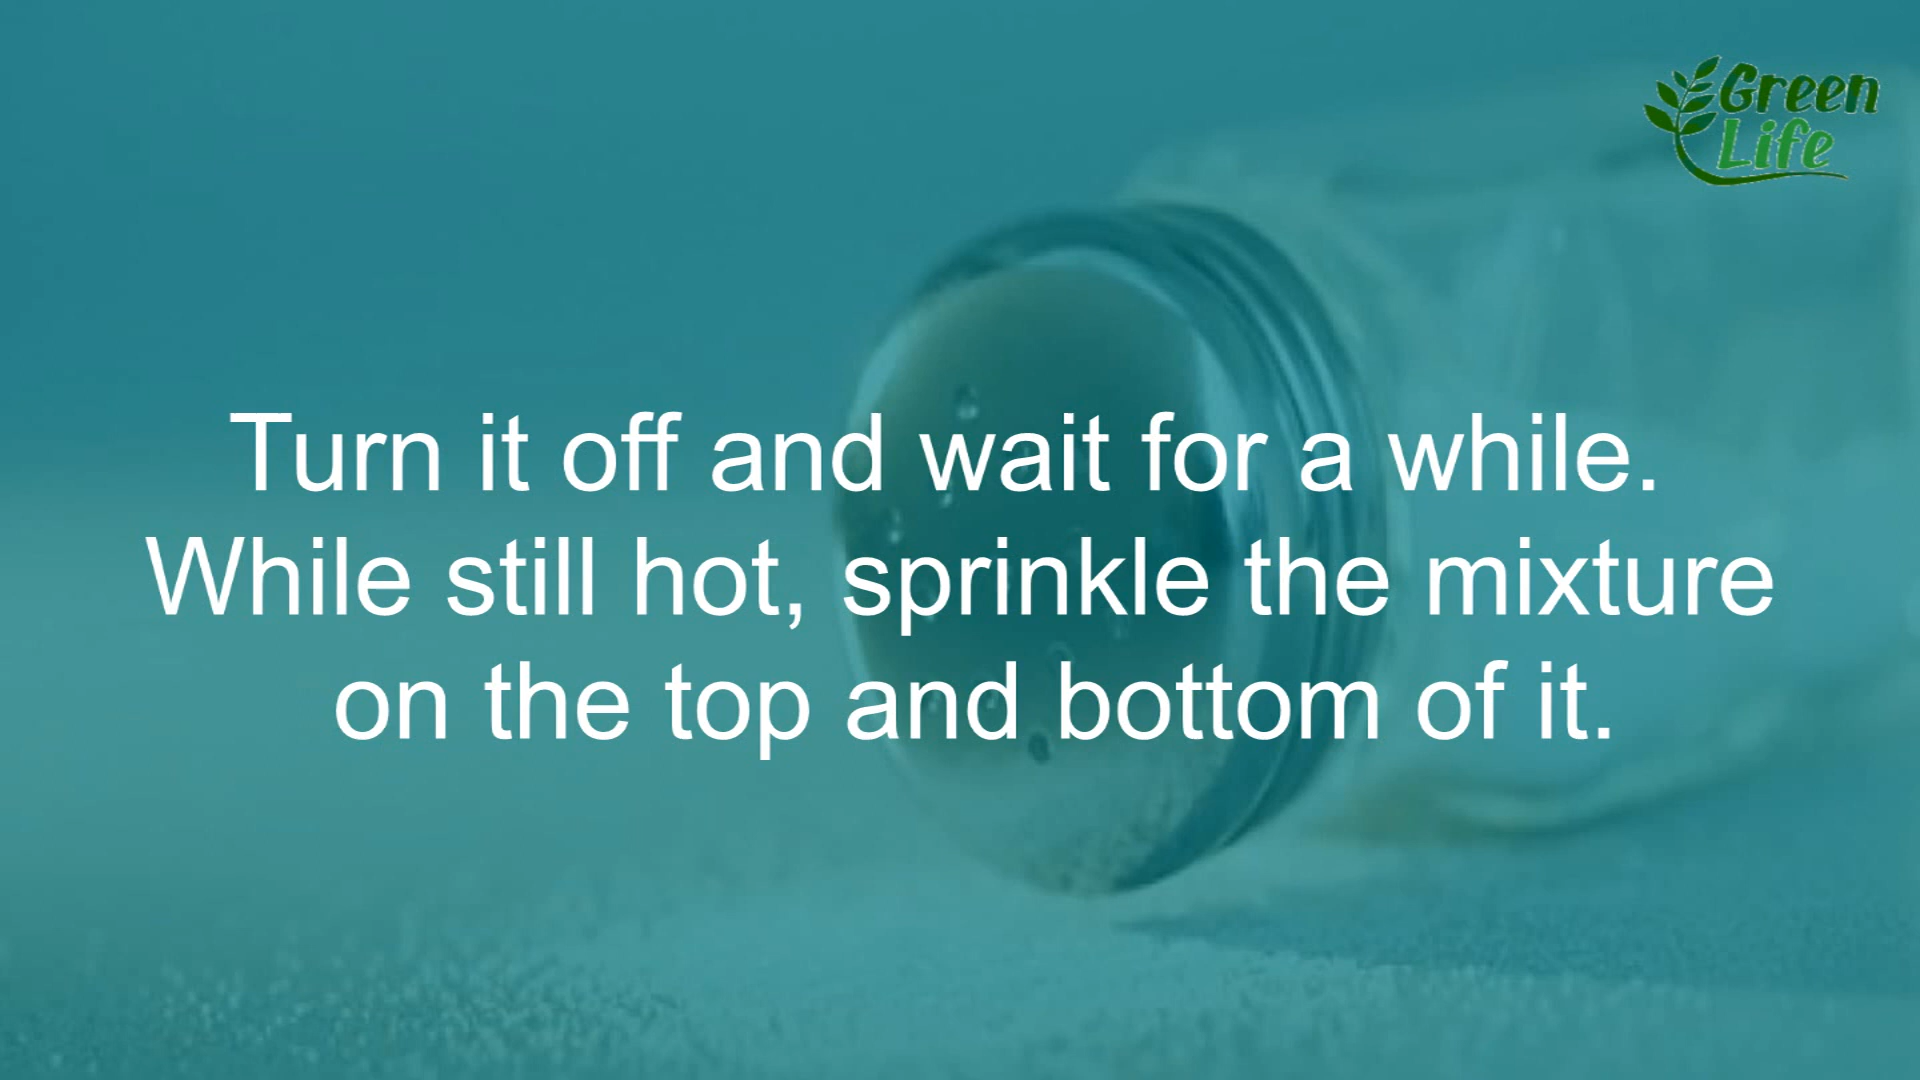 Green
Life
Turn it off and wait for a while.
While still hot, sprinkle the mixture
on the top and bottom of it.